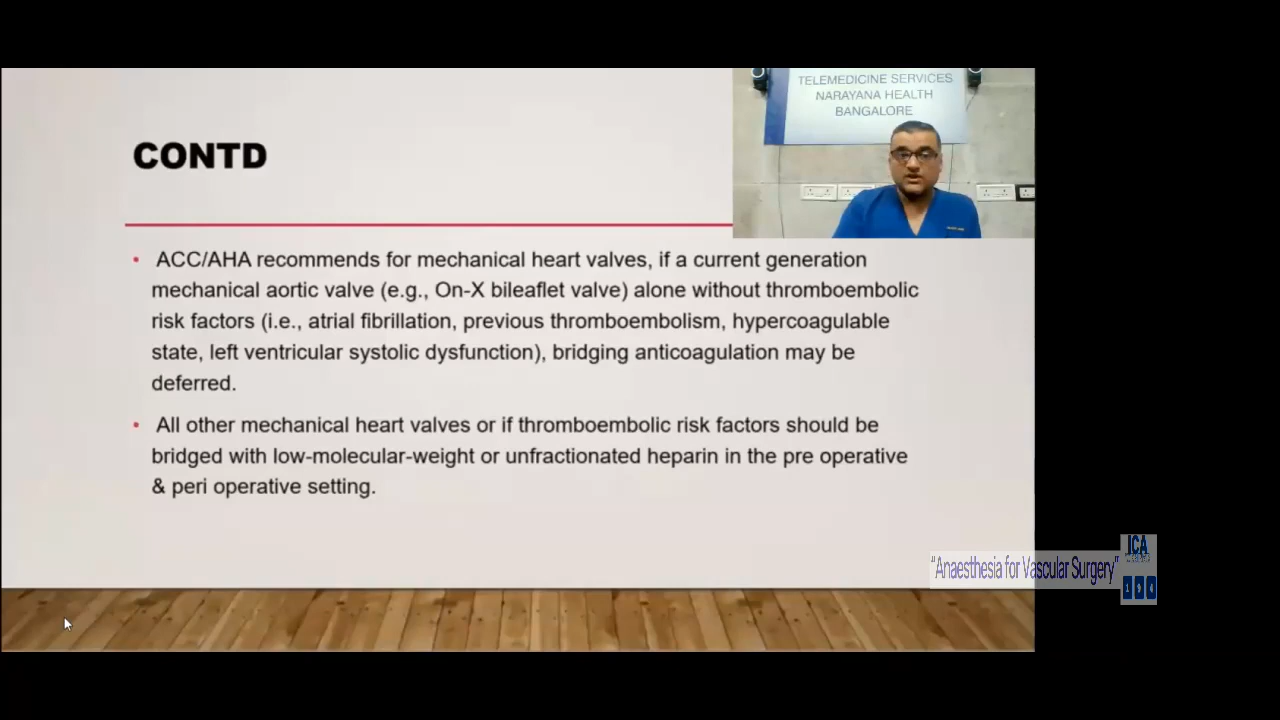 TELEMEDICINE SERVICES
NARAYANA HEALTH
BANGALORE
CONTD
• ACC/AHA recommends for mechanical heart valves, if a current generation
mechanical aortic valve (e.g., On-X bileaflet valve) alone without thromboembolic
risk factors (i.e., atrial fibrillation, previous thromboembolism, hypercoagulable
state, left ventricular systolic dysfunction), bridging anticoagulation may be
deferred.
• All other mechanical heart valves or if thromboembolic risk factors should be
bridged with low-molecular-weight or unfractionated heparin in the pre operative
& peri operative setting.
"Anaesthesia for Vascular Surgery"
ICA